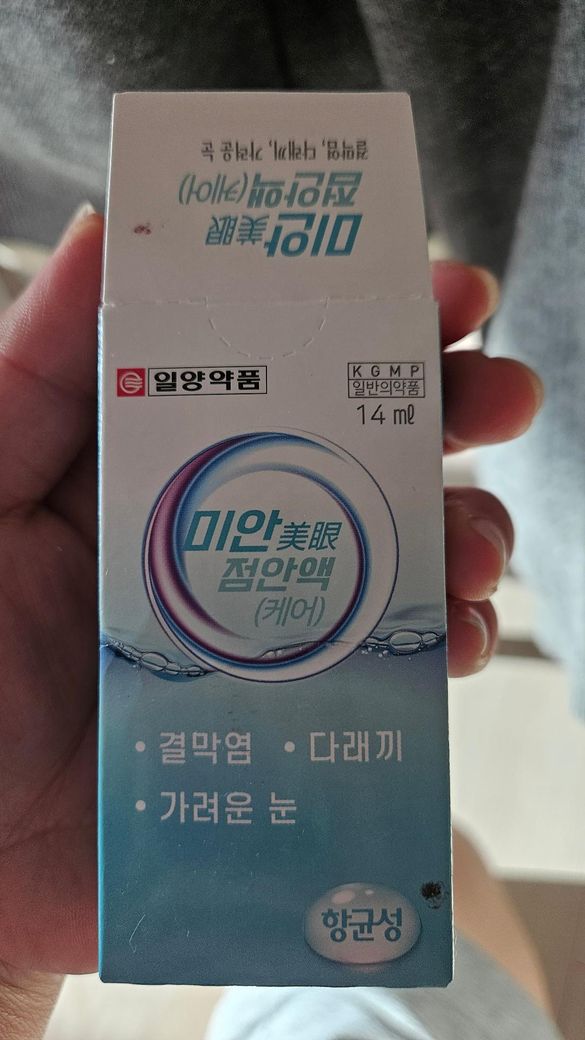 미안美眼
점안액(케어)
결막염, 다래끼, 가려운 눈
일양약품
KGMP
일반의약품
14 ㎖
미안美眼
점안액
(케어)
• 결막염 • 다래끼
• 가려운 눈
항균성